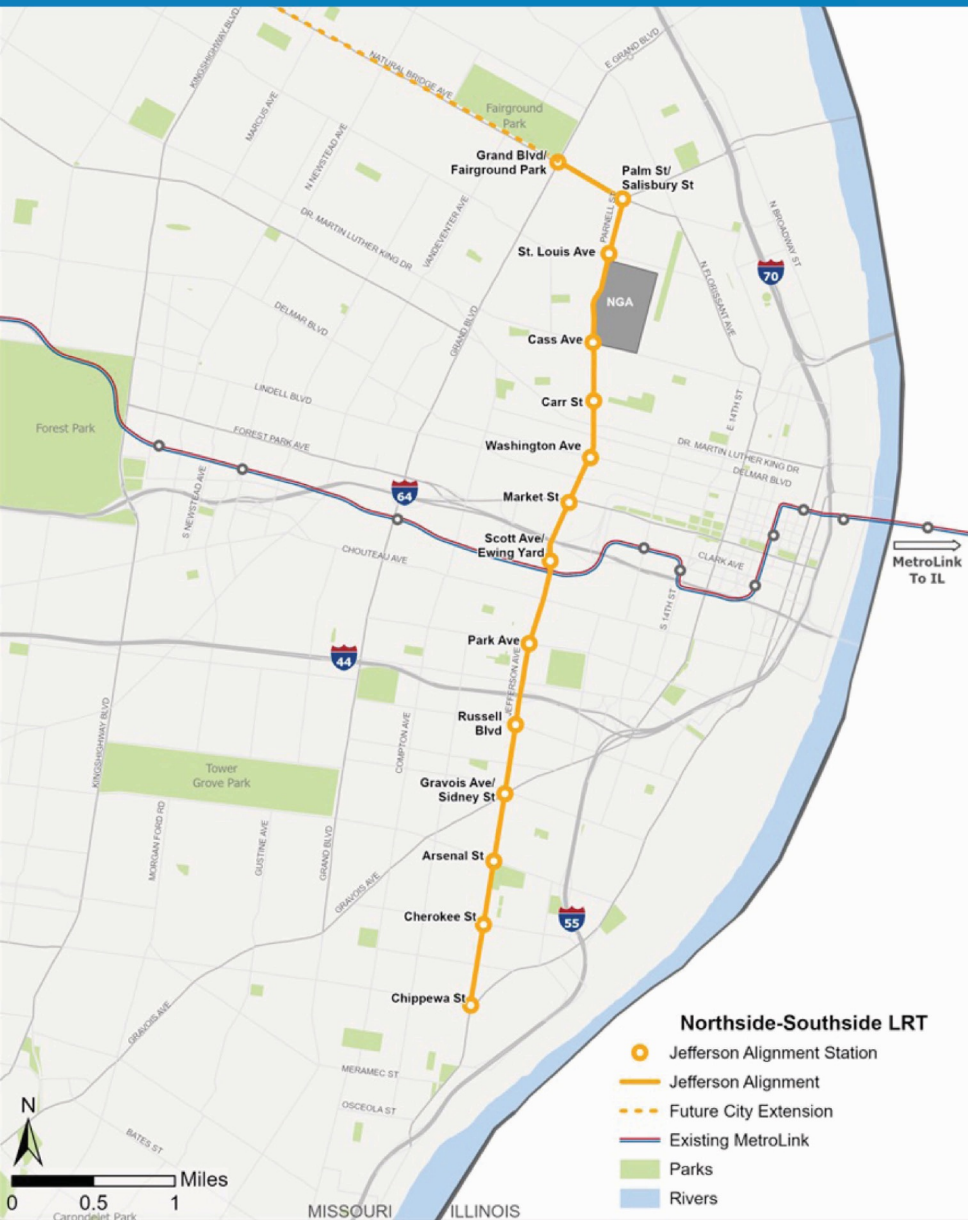 KINGSHIGHWAY BLVD
E GRAND BLVD
NATURAL BRIDGE AVE
MARCUS AVE
Fairground
Park
N NEWSTEAD AVE
Grand Blvd/
Fairground Park
Palm St/
Salisbury St
PARNELL ST
VANDEVENTER AVE
DR. MARTIN LUTHER KING DR
N BROADWAY ST
St. Louis Ave
N FLORISSANT AVE
70
NGA
DELMAR BLVD
GRAND BLVD
Cass Ave
LINDELL BLVD
Carr St
E 14TH ST
Forest Park
FOREST PARK AVE
Washington Ave
DR. MARTIN LUTHER KING DR
DELMAR BLVD
64
Market St
S NEWSTEAD AVE
Scott Ave/
Ewing Yard
CHOUTEAU AVE
CLARK AVE
MetroLink
To IL
S 14TH ST
Park Ave
44
JEFFERSON AVE
Russell
Blvd
KINGSHIGHWAY BLVD
COMPTON AVE
Tower
Grove Park
Gravois Ave/
Sidney St
MORGAN FORD RD
GUSTINE AVE
GRAND BLVD
Arsenal St
GRAVOIS AVE
Cherokee St
55
Chippewa St
GRAVOIS AVE
Northside-Southside LRT
Jefferson Alignment Station
MERAMEC ST
Jefferson Alignment
N
OSCEOLA ST
Future City Extension
BATES ST
Existing MetroLink
Parks
Miles
0 0.5 1
Rivers
Carondelet Park
MISSOURI
ILLINOIS